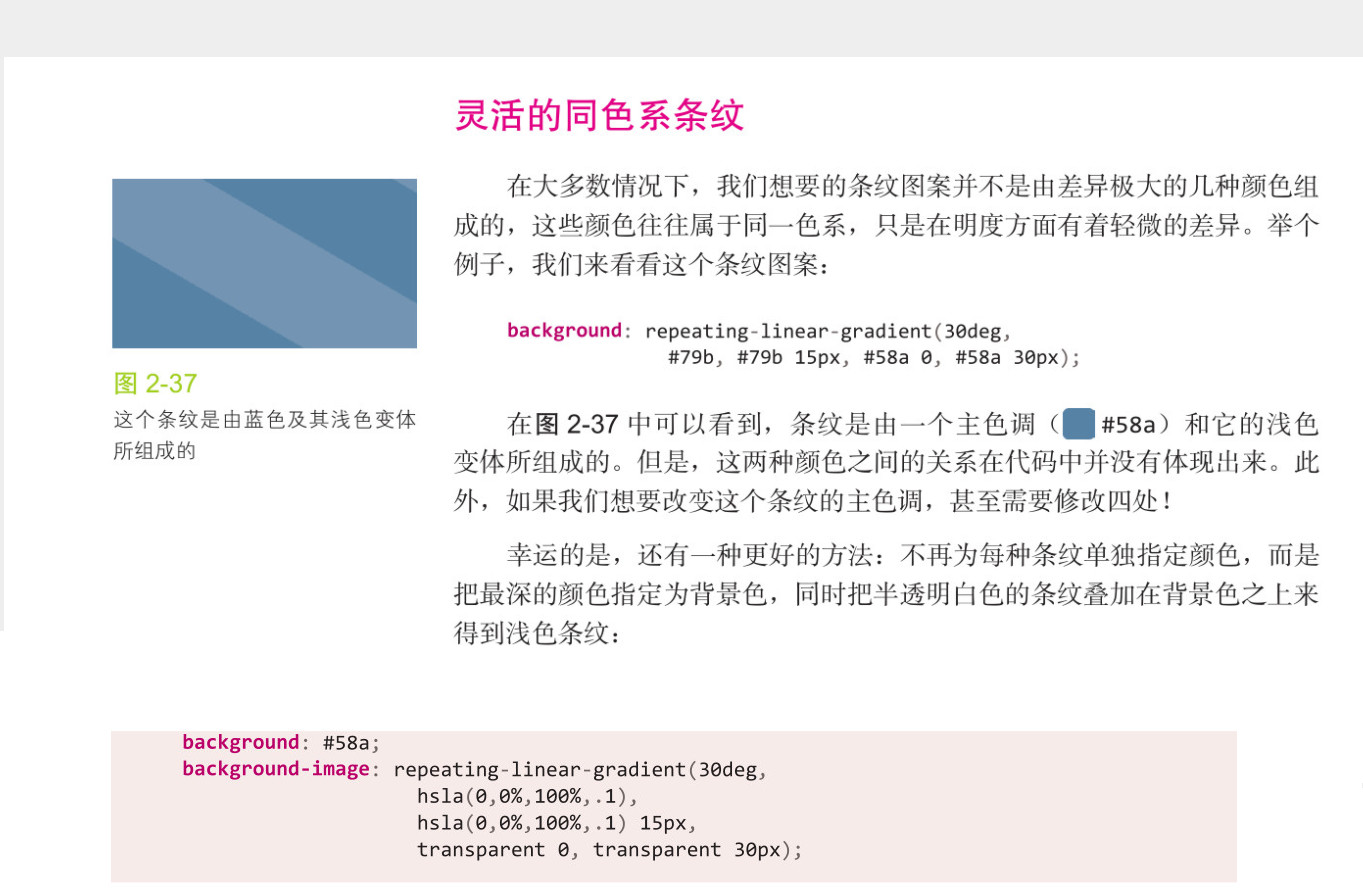 灵活的同色系条纹
在大多数情况下，我们想要的条纹图案并不是由差异极大的几种颜色组
成的，这些颜色往往属于同一色系，只是在明度方面有着轻微的差异。举个
例子，我们来看看这个条纹图案：
background: repeating-linear-gradient(30deg,
#79b, #79b 15px, #58a 0, #58a 30px);
图 2-37
这个条纹是由蓝色及其浅色变体
所组成的
在图 2-37 中可以看到，条纹是由一个主色调（#58a）和它的浅色
变体所组成的。但是，这两种颜色之间的关系在代码中并没有体现出来。此
外，如果我们想要改变这个条纹的主色调，甚至需要修改四处！
幸运的是，还有一种更好的方法：不再为每种条纹单独指定颜色，而是
把最深的颜色指定为背景色，同时把半透明白色的条纹叠加在背景色之上来
得到浅色条纹：
background: #58a;
background-image: repeating-linear-gradient(30deg,
hsla(0,0%,100%,.1),
hsla(0,0%,100%,.1) 15px,
transparent 0, transparent 30px);